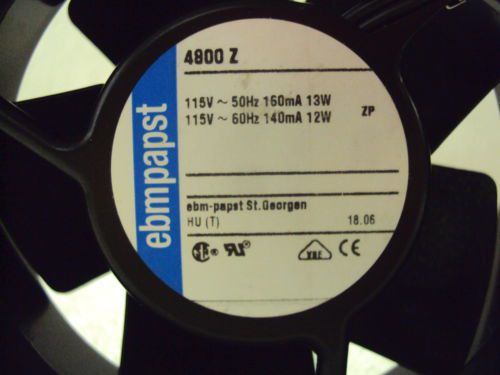 ebmpapst
4800 Z
115V ~ 50Hz 160mA 13W
115V ~ 60Hz 140mA 12W
ZP
ebm-papst St.Georgen
HU (T)
18.06
VDE CE